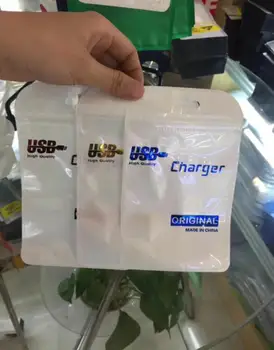 USB
High Quality
USB
High Quality
USB
High Quality
Charger
ORIGINAL
MADE IN CHINA